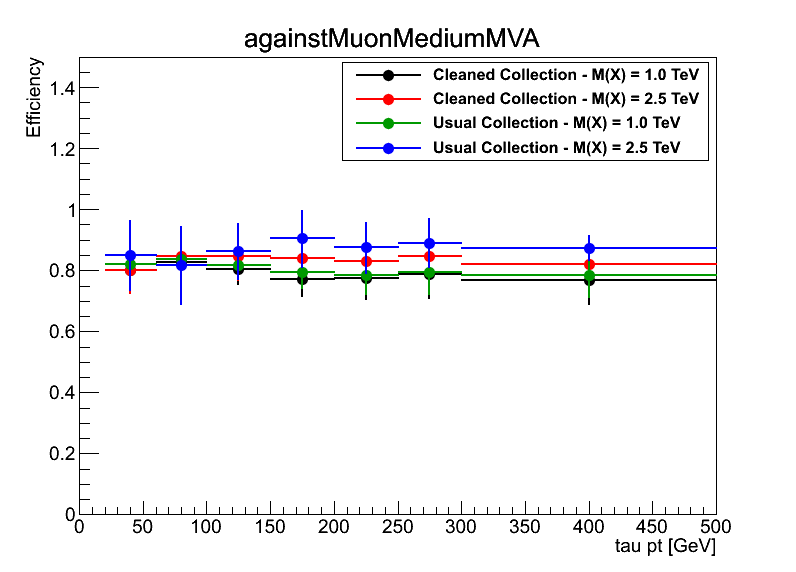 againstMuonMediumMVA
Efficiency
Cleaned Collection - M(X) = 1.0 TeV
Cleaned Collection - M(X) = 2.5 TeV
Usual Collection - M(X) = 1.0 TeV
Usual Collection - M(X) = 2.5 TeV
1.4
1.2
1
0.8
0.6
0.4
0.2
0
0 50 100 150 200 250 300 350 400 450 500
tau pt [GeV]